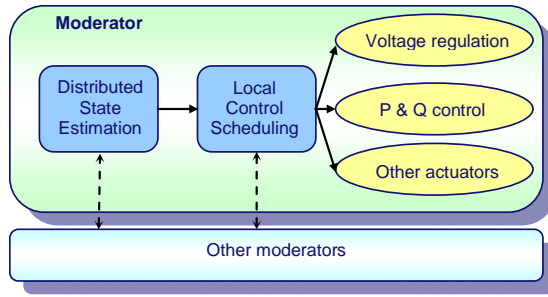 Moderator
Distributed
State
Estimation
Local
Control
Scheduling
Voltage regulation
P & Q control
Other actuators
Other moderators